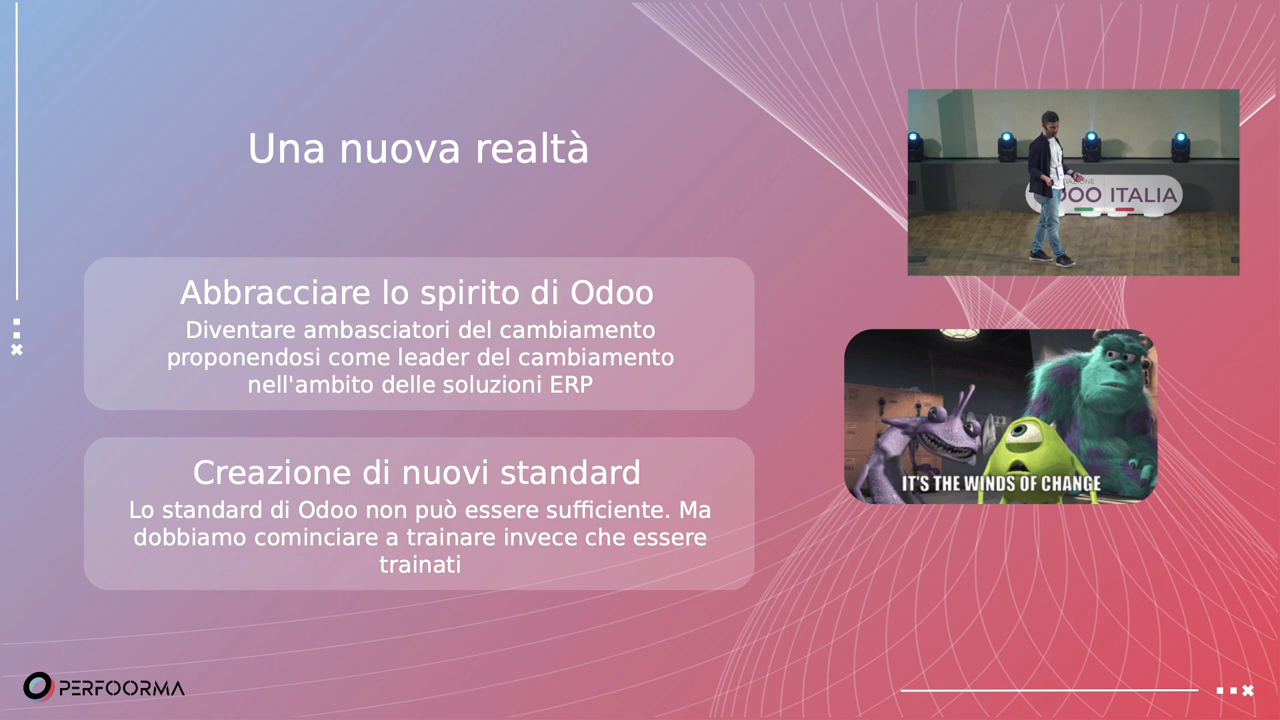 Una nuova realtà
Abbracciare lo spirito di Odoo
Diventare ambasciatori del cambiamento
proponendosi come leader del cambiamento
nell'ambito delle soluzioni ERP
Creazione di nuovi standard
Lo standard di Odoo non può essere sufficiente. Ma
dobbiamo cominciare a trainare invece che essere
trainati
OO ITALIA
IT'S THE WINDS OF CHANGE
PERFOORMA